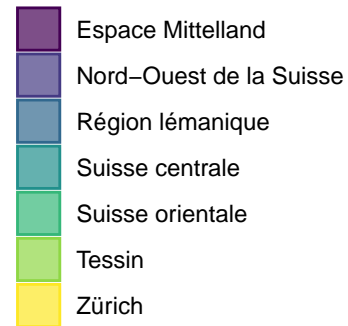 Espace Mittelland
Nord−Ouest de la Suisse
Région lémanique
Suisse centrale
Suisse orientale
Tessin
Zürich